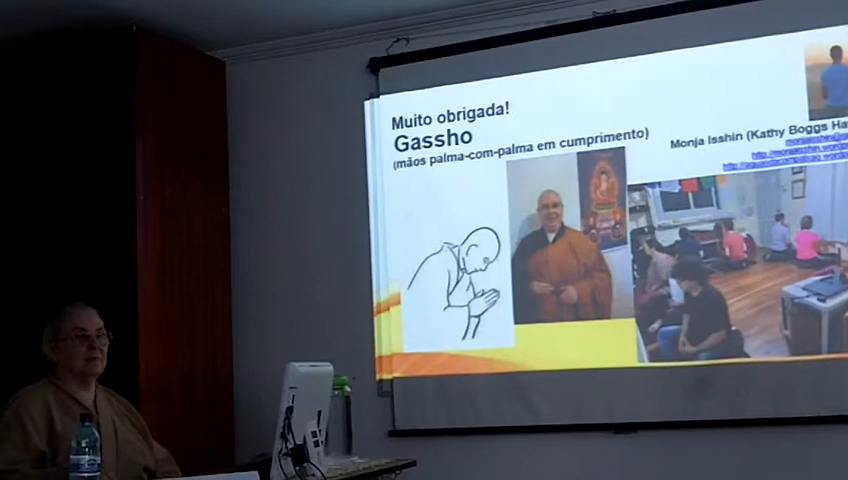 Muito obrigada!
Gassho
(mãos palma-com-palma em cumprimento)
Monja Isshin (Kathy Boggs